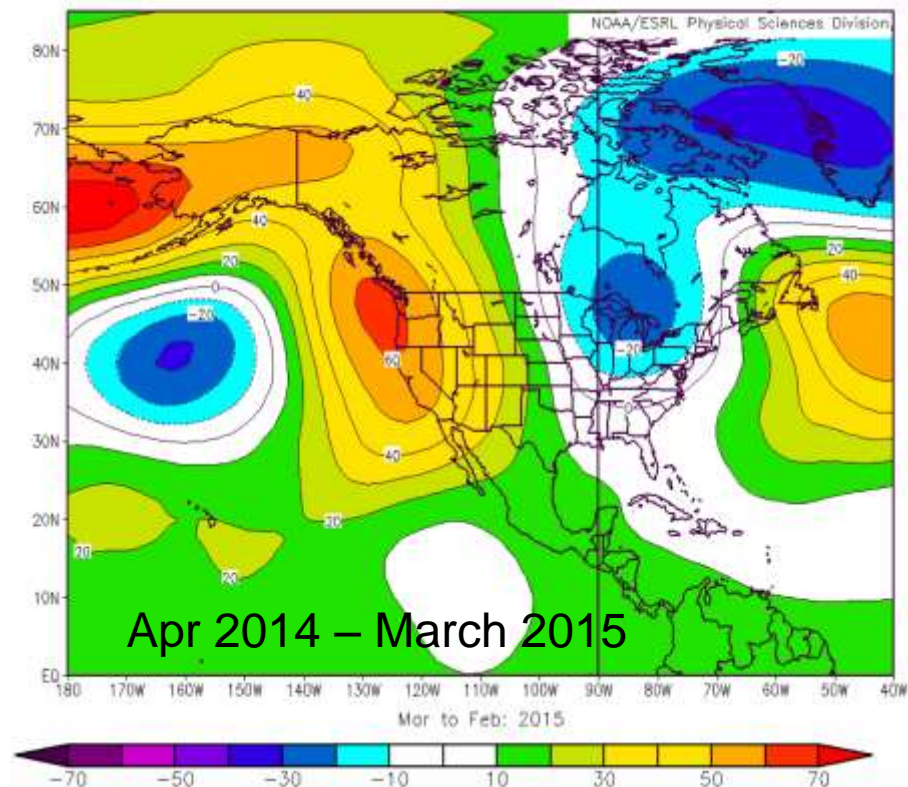 NOAA/ESRL Physical Sciences Division
80N
-20
40
70N
60N
40
20
20
40
50N
0
-20
40N
60
-20
0
30N
40
20N
20
20
20
10N
Apr 2014 – March 2015
EQ
180 170W 160W 150W 140W 130W 120W 110W 100W 90W 80W 70W 60W 50W 40W
Mar to Feb: 2015
-70 -50 -30 -10 10 30 50 70